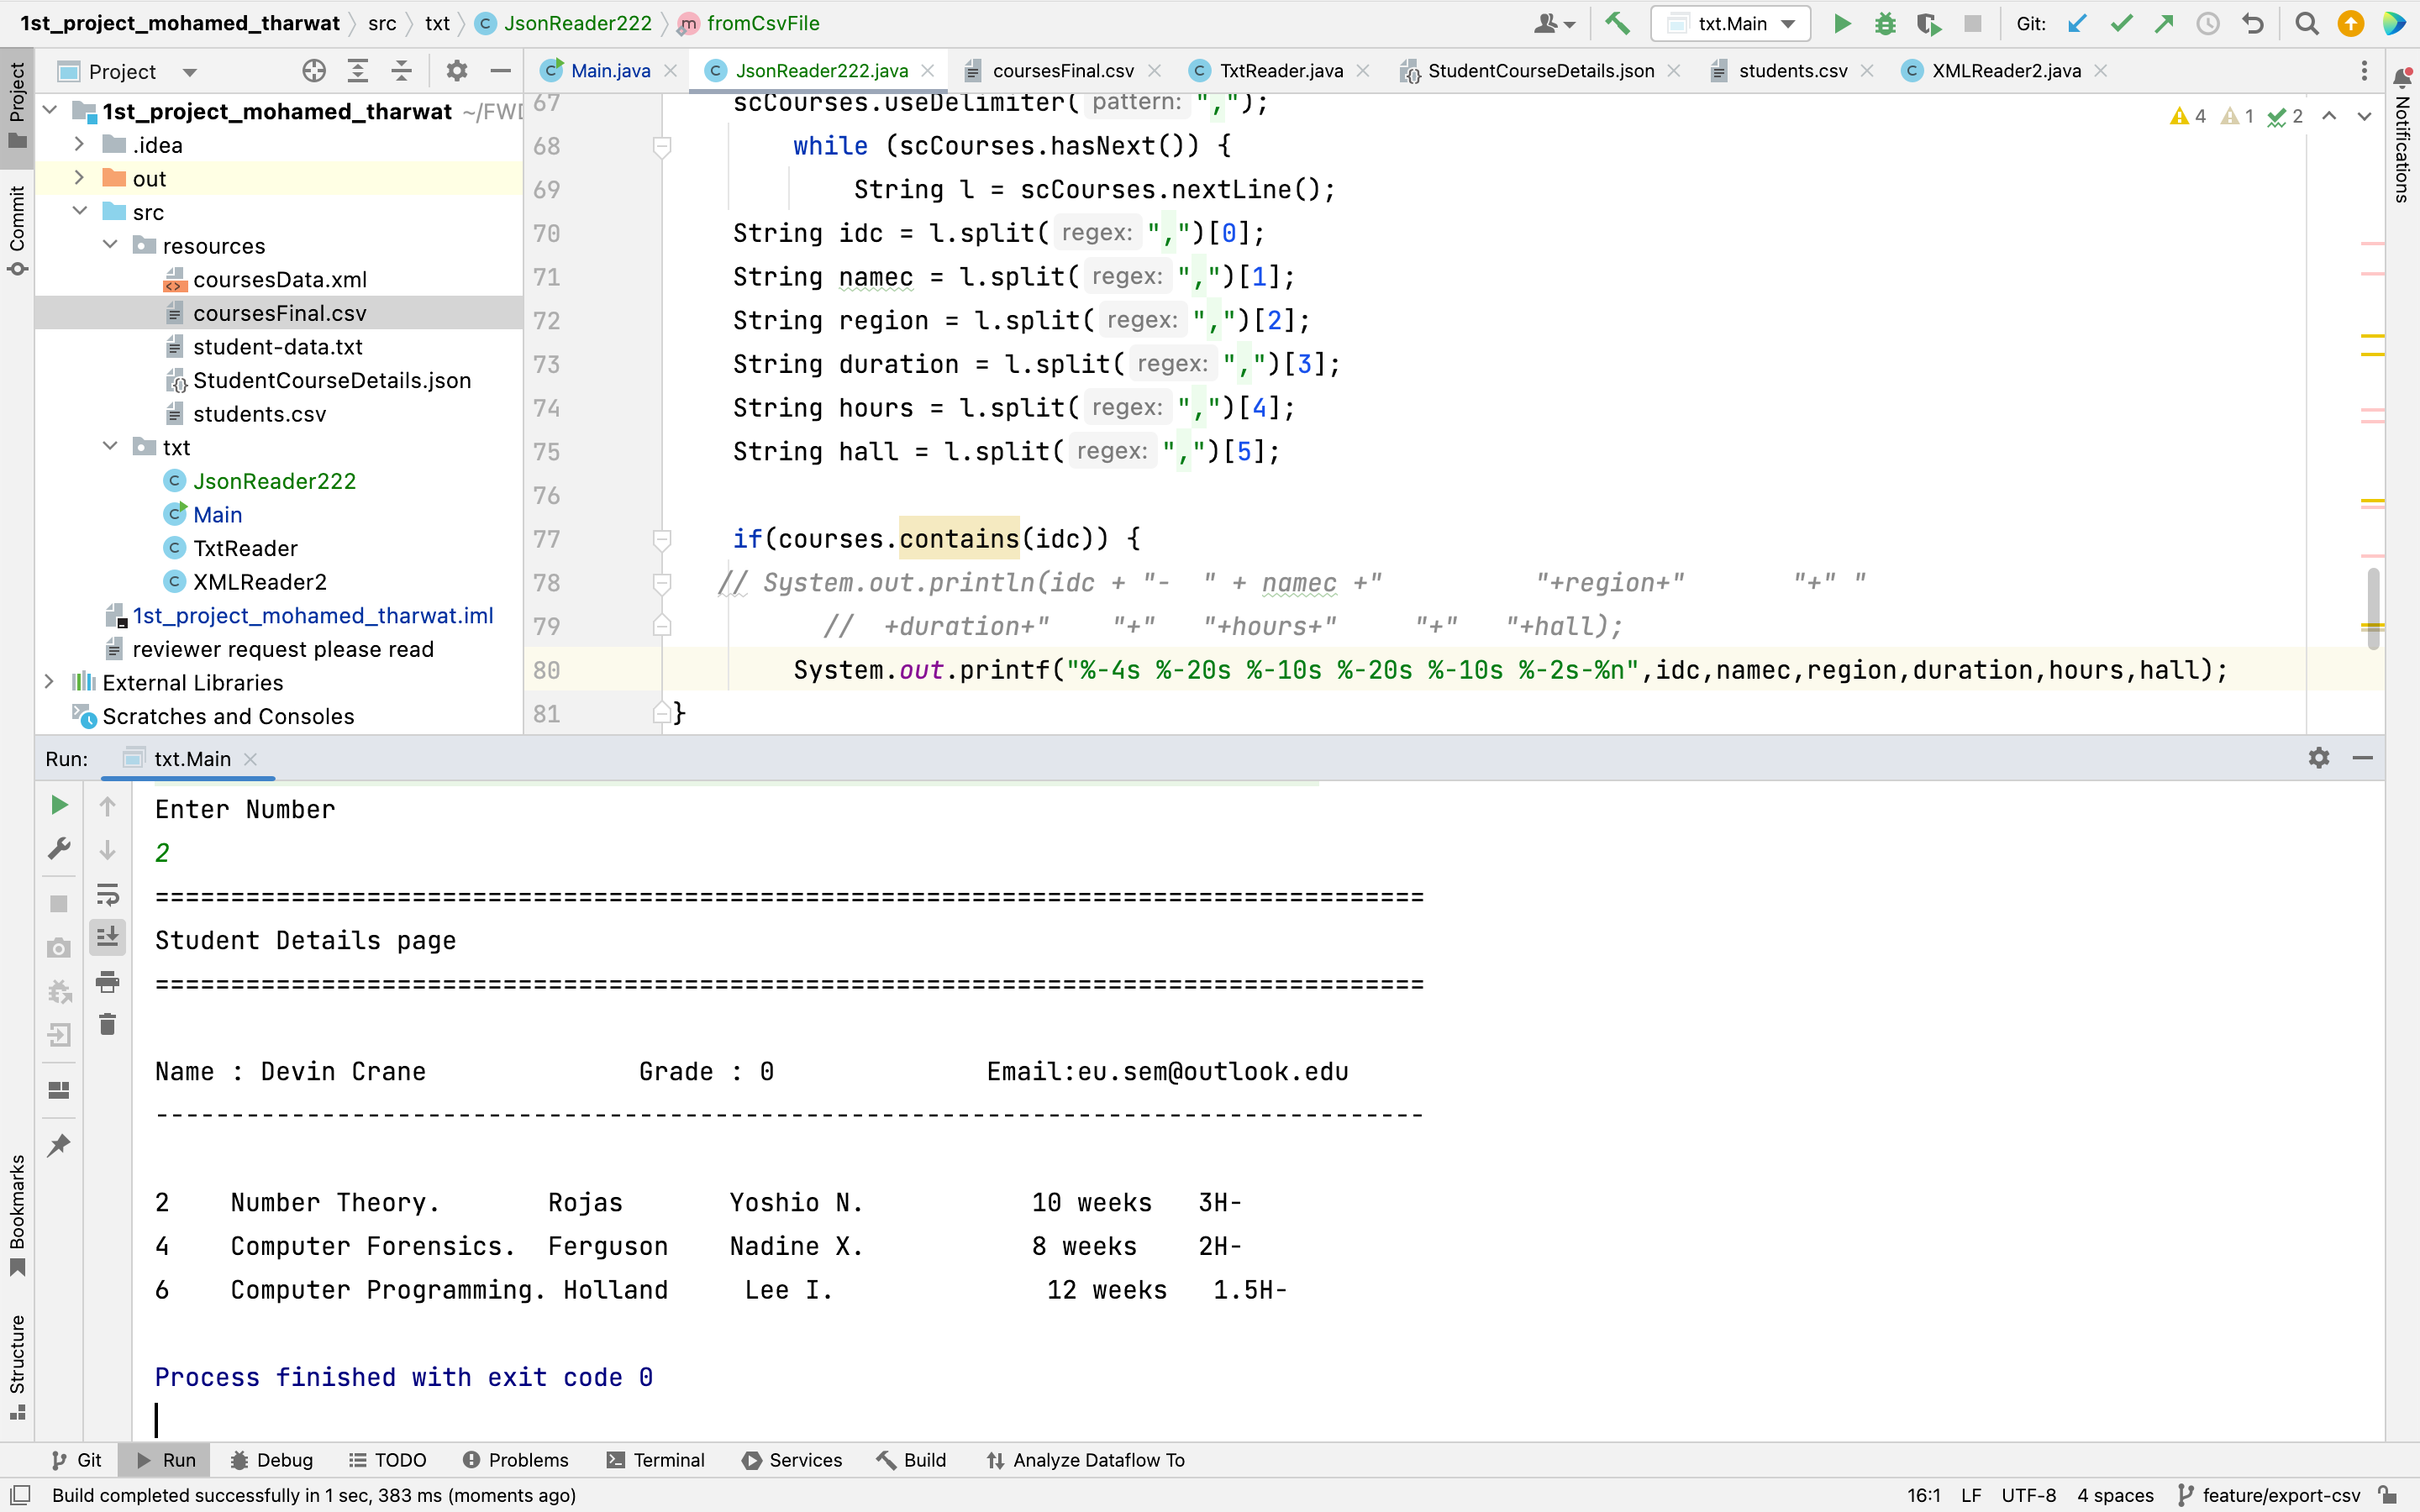 1st_project_mohamed_tharwat src txt JsonReader222 fromCsvFile txt.Main Git:
Project
Main.java JsonReader222.java coursesFinal.csv TxtReader.java StudentCourseDetails.json students.csv XMLReader2.java
Project
Commit
Bookmarks
Structure
Notifications
1st_project_mohamed_tharwat ~/FWD
.idea
out
src
resources
coursesData.xml
coursesFinal.csv
student-data.txt
StudentCourseDetails.json
students.csv
txt
JsonReader222
Main
TxtReader
XMLReader2
1st_project_mohamed_tharwat.iml
reviewer request please read
External Libraries
Scratches and Consoles
4 1 2
67 scCourses.useDelimiter( pattern: ",");
68 while (scCourses.hasNext()) {
69 String l = scCourses.nextLine();
70 String idc = l.split( regex: ",")[0];
71 String namec = l.split( regex: ",")[1];
72 String region = l.split( regex: ",")[2];
73 String duration = l.split( regex: ",")[3];
74 String hours = l.split( regex: ",")[4];
75 String hall = l.split( regex: ",")[5];
76
77 if(courses.contains(idc)) {
78 // System.out.println(idc + "-  " + namec +"          "+region+"       "+" "
79 //  +duration+"    "+"   "+hours+"     "+"   "+hall);
80 System.out.printf("%-4s %-20s %-10s %-20s %-10s %-2s-%n",idc,namec,region,duration,hours,hall);
81 }
Run: txt.Main
Enter Number
2
====================================================================================
Student Details page
====================================================================================
Name : Devin Crane              Grade : 0              Email:eu.sem@outlook.edu
------------------------------------------------------------------------------------
2    Number Theory.       Rojas       Yoshio N.           10 weeks   3H-
4    Computer Forensics.  Ferguson    Nadine X.           8 weeks    2H-
6    Computer Programming. Holland     Lee I.              12 weeks   1.5H-
Process finished with exit code 0
Git Run Debug TODO Problems Terminal Services Build Analyze Dataflow To
Build completed successfully in 1 sec, 383 ms (moments ago) 16:1 LF UTF-8 4 spaces feature/export-csv